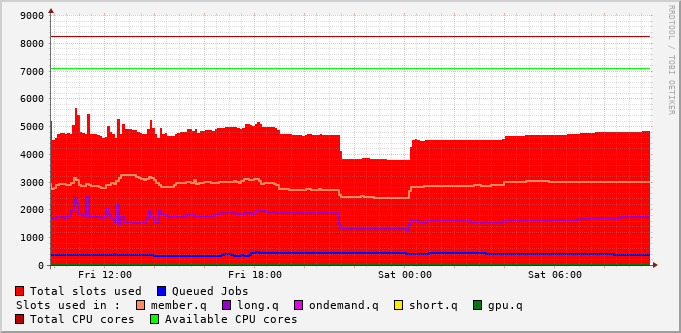 9000
8000
7000
6000
5000
4000
3000
2000
1000
0
Fri 12:00 Fri 18:00 Sat 00:00 Sat 06:00
Total slots used Queued Jobs
Slots used in : member.q long.q ondemand.q short.q gpu.q
Total CPU cores Available CPU cores
RRDTOOL / TOBI OETIKER